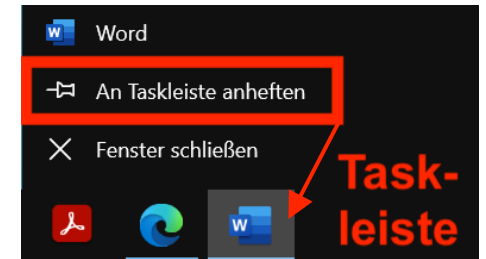 Word
An Taskleiste anheften
Fenster schließen
Task-
leiste